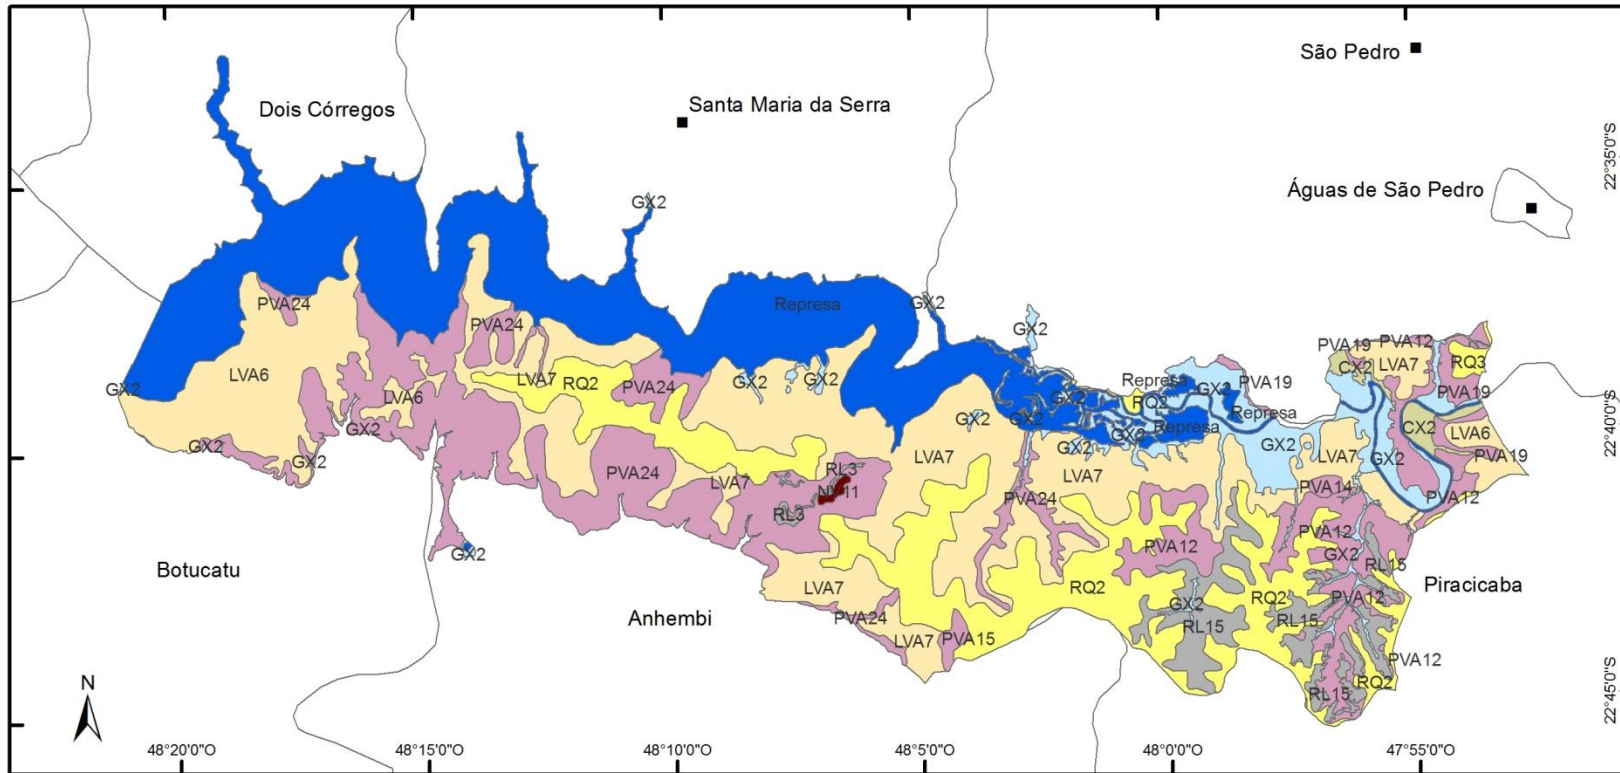 São Pedro
Dois Córregos
Santa Maria da Serra
22°35'0"S
Águas de São Pedro
GX2
PVA24
Represa
GX2
PVA24
GX2
PVA19
PVA12
LVA6
LVA7
RQ2
PVA24
GX2
GX2
Represa
RQ2
GX2
PVA19
CX2
LVA7
RQ3
GX2
LVA6
GX2
Represa
PVA19
GX2
GX2
GX2
Represa
CX2
LVA6
22°40'0"S
GX2
GX2
GX2
GX2
GX2
LVA7
GX2
PVA19
PVA24
LVA7
RL3
LVA7
LVA7
PVA24
PVA14
PVA12
RL3
PVA12
PVA12
GX2
GX2
RL15
Botucatu
LVA7
RQ2
RQ2
Piracicaba
Anhembi
PVA24
GX2
PVA12
RL15
RL15
LVA7
PVA15
PVA12
RQ2
RL15
N
22°45'0"S
48°20'0"O
48°15'0"O
48°10'0"O
48°55'0"O
48°0'0"O
47°55'0"O